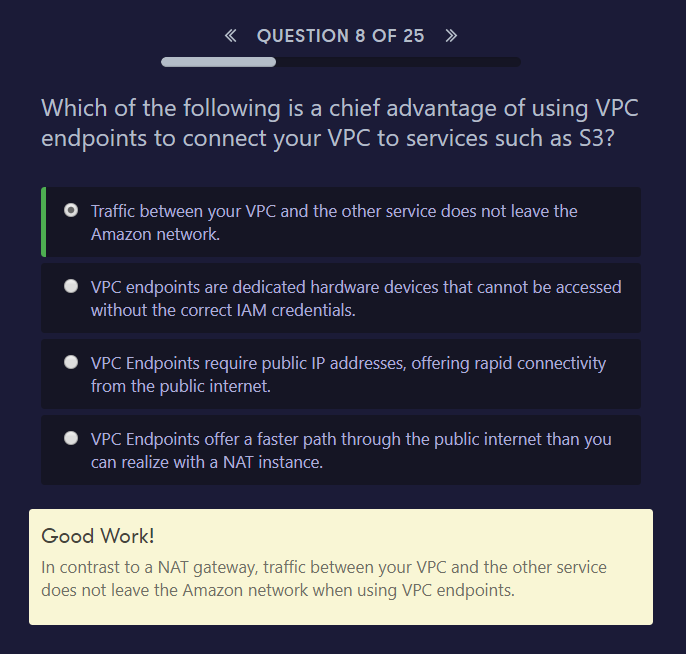 « QUESTION 8 OF 25 »
Which of the following is a chief advantage of using VPC
endpoints to connect your VPC to services such as S3?
Traffic between your VPC and the other service does not leave the
Amazon network.
VPC endpoints are dedicated hardware devices that cannot be accessed
without the correct IAM credentials.
VPC Endpoints require public IP addresses, offering rapid connectivity
from the public internet.
VPC Endpoints offer a faster path through the public internet than you
can realize with a NAT instance.
Good Work!
In contrast to a NAT gateway, traffic between your VPC and the other service
does not leave the Amazon network when using VPC endpoints.